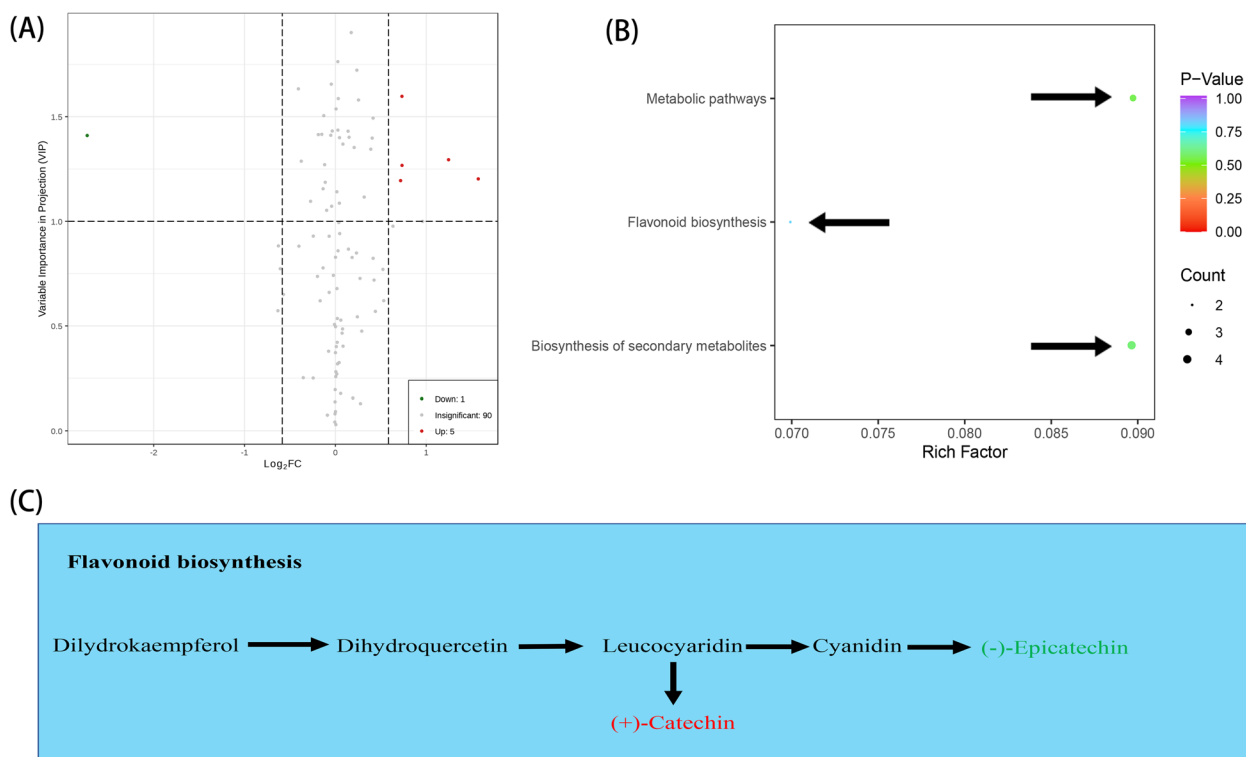 (A)
Variable Importance in Projection (VIP)
1.5
1.0
0.5
0.0
-2
-1
0
1
Log₂FC
Down: 1
Insignificant: 90
Up: 5
(B)
Metabolic pathways
Flavonoid biosynthesis
Biosynthesis of secondary metabolites
0.070
0.075
0.080
0.085
0.090
Rich Factor
P−Value
1.00
0.75
0.50
0.25
0.00
Count
2
3
4
(C)
Flavonoid biosynthesis
Dilydrokaempferol
Dihydroquercetin
Leucocyaridin
Cyanidin
(-)-Epicatechin
(+)-Catechin